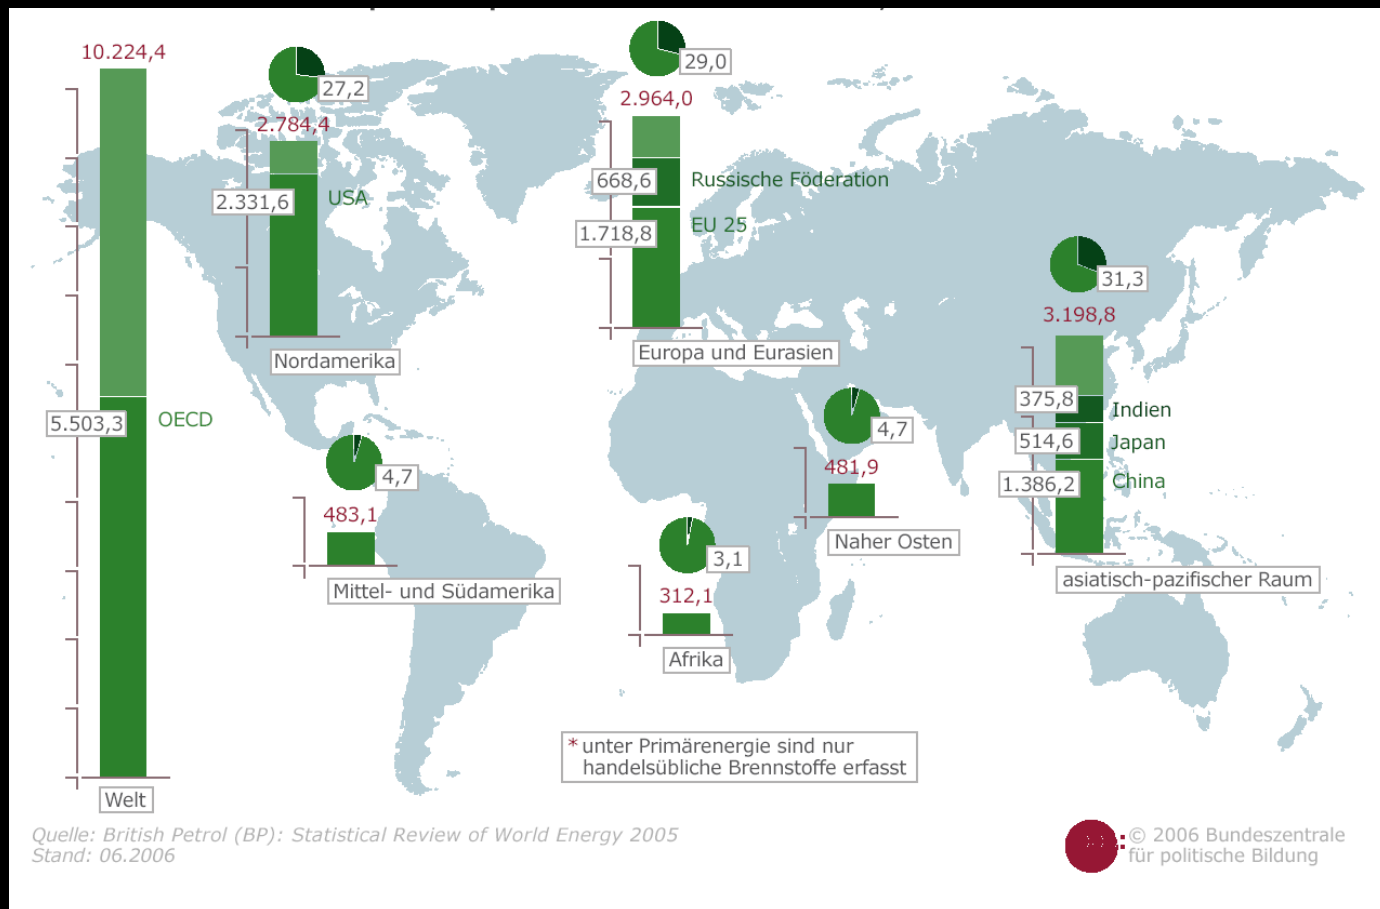 10.224,4
5.503,3
OECD
Welt
27,2
2.784,4
2.331,6
USA
Nordamerika
29,0
2.964,0
668,6
Russische Föderation
1.718,8
EU 25
Europa und Eurasien
31,3
3.198,8
375,8
Indien
514,6
Japan
1.386,2
China
asiatisch-pazifischer Raum
4,7
481,9
Naher Osten
4,7
483,1
Mittel- und Südamerika
3,1
312,1
Afrika
* unter Primärenergie sind nur
handelsübliche Brennstoffe erfasst
Quelle: British Petrol (BP): Statistical Review of World Energy 2005
Stand: 06.2006
© 2006 Bundeszentrale
für politische Bildung